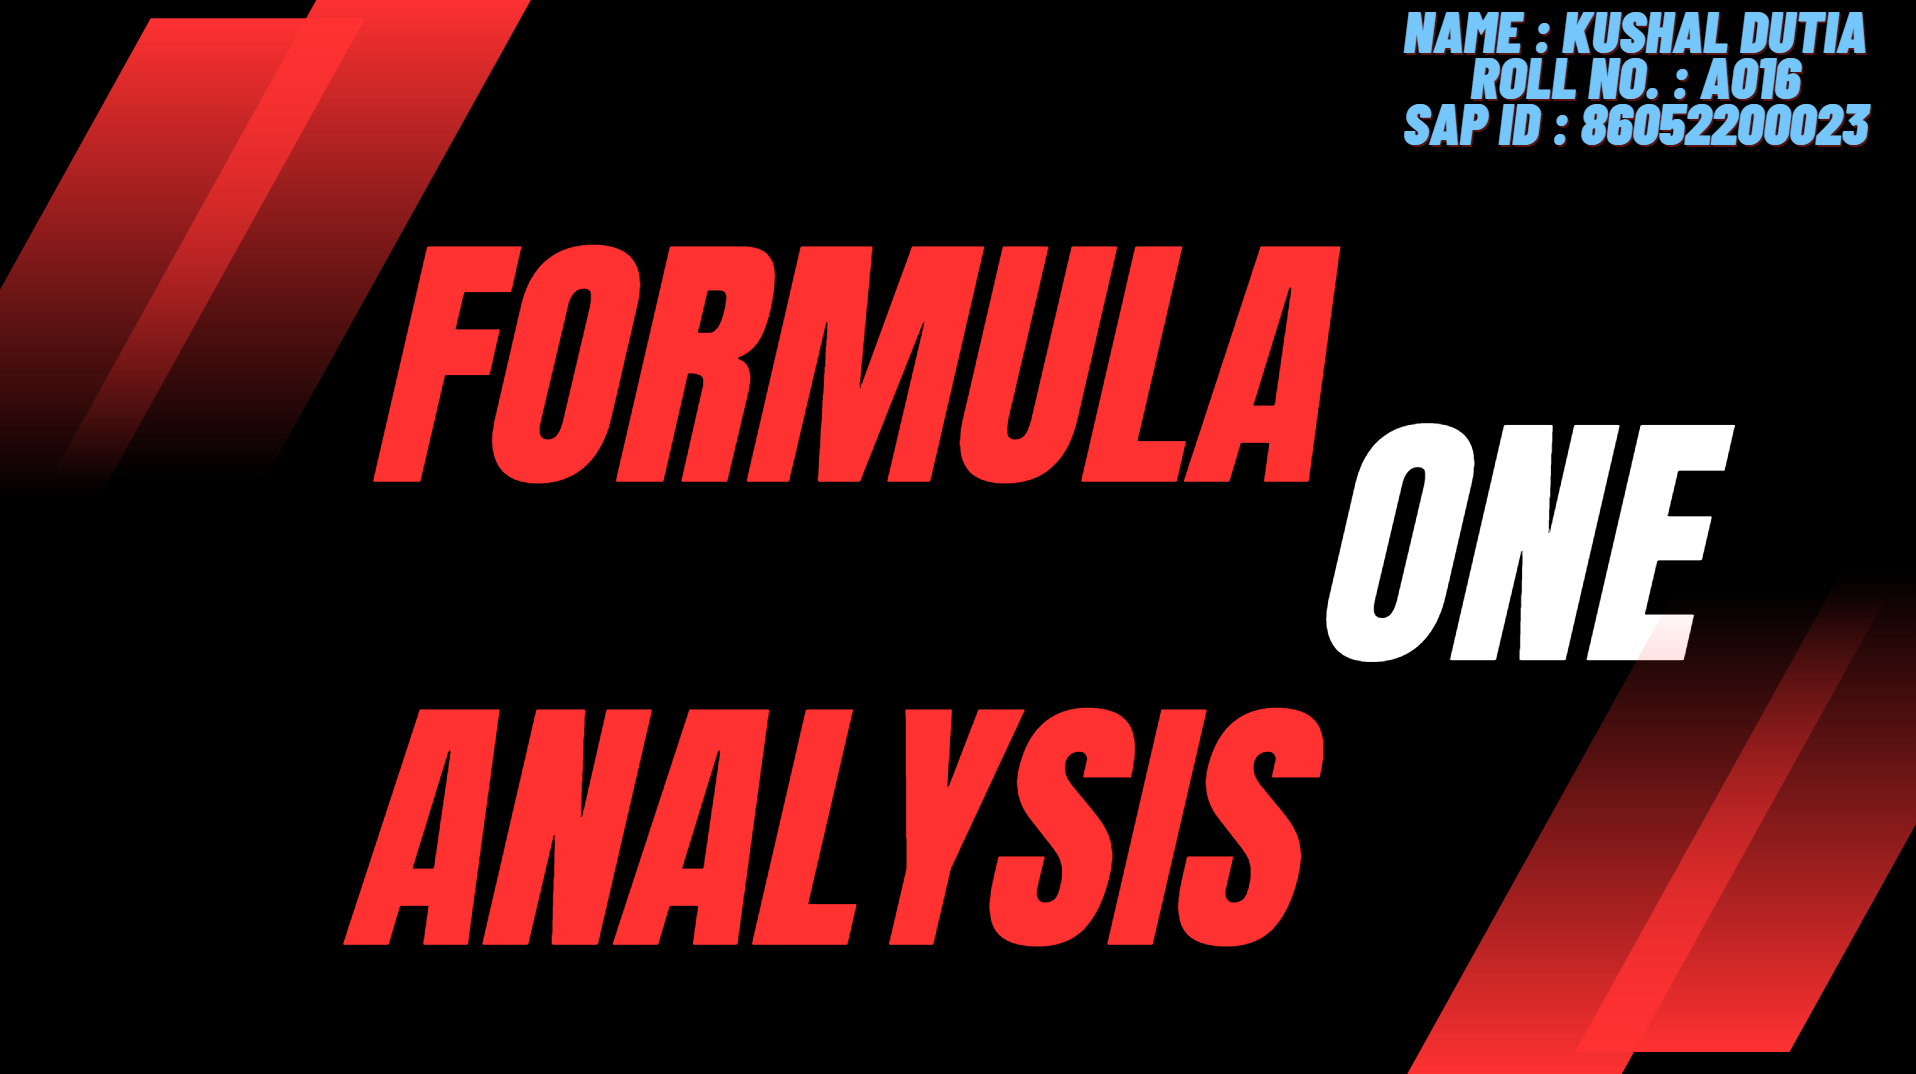 NAME : KUSHAL DUTIA
ROLL NO. : A016
SAP ID : 86052200023
FORMULA
ONE
ANALYSIS